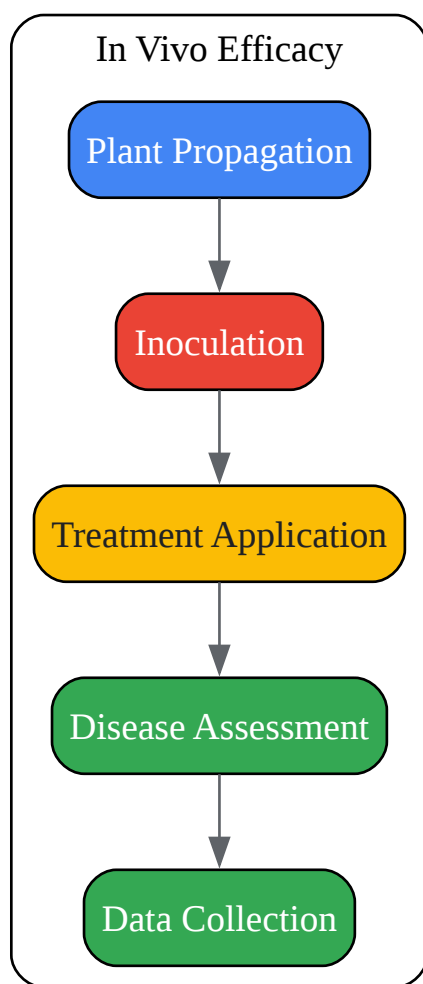 In Vivo Efficacy
Plant Propagation
Inoculation
Treatment Application
Disease Assessment
Data Collection